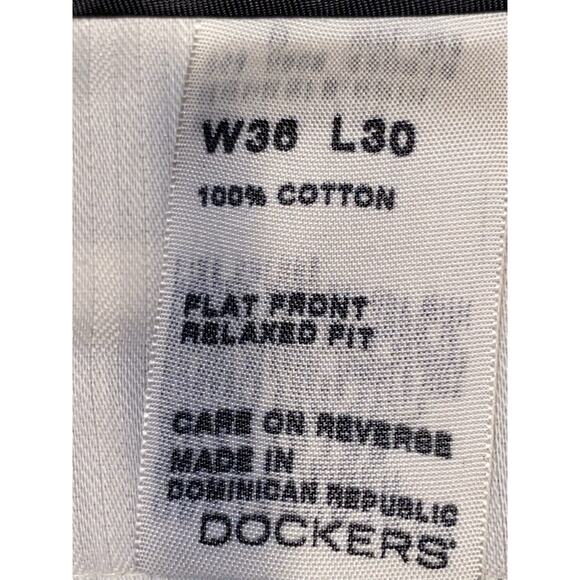 W36 L30
100% COTTON
FLAT FRONT
RELAXED FIT
CARE ON REVERSE
MADE IN
DOMINICAN REPUBLIC
DOCKERS®